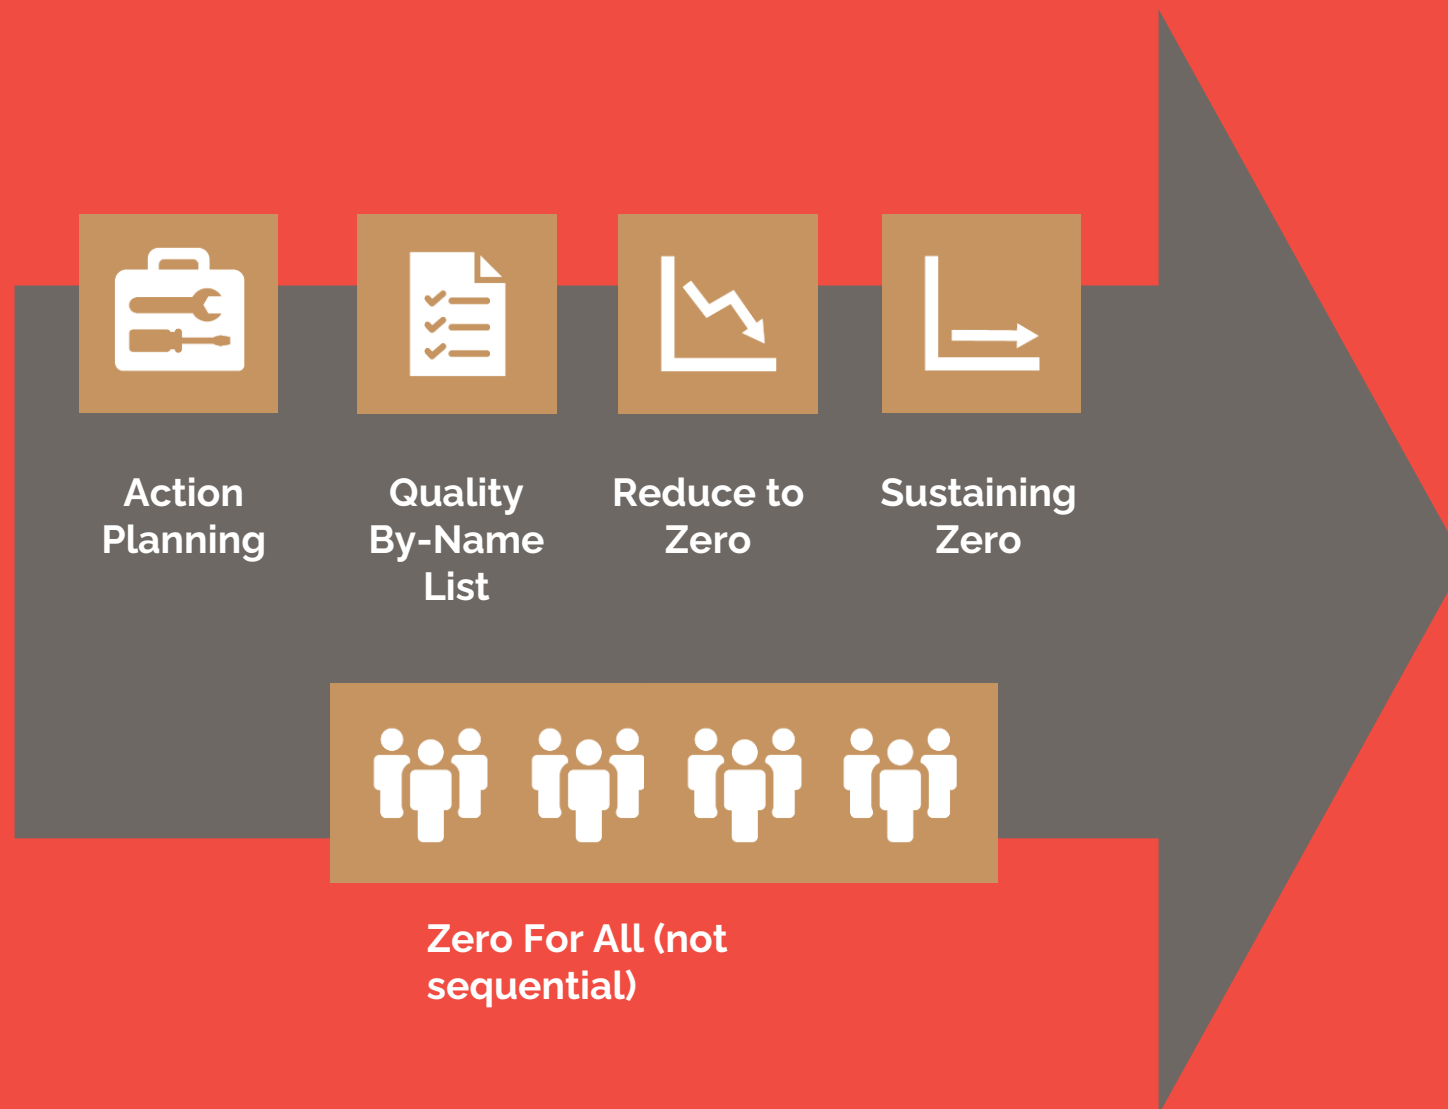 Action
Planning
Quality
By-Name
List
Reduce to
Zero
Sustaining
Zero
Zero For All (not
sequential)